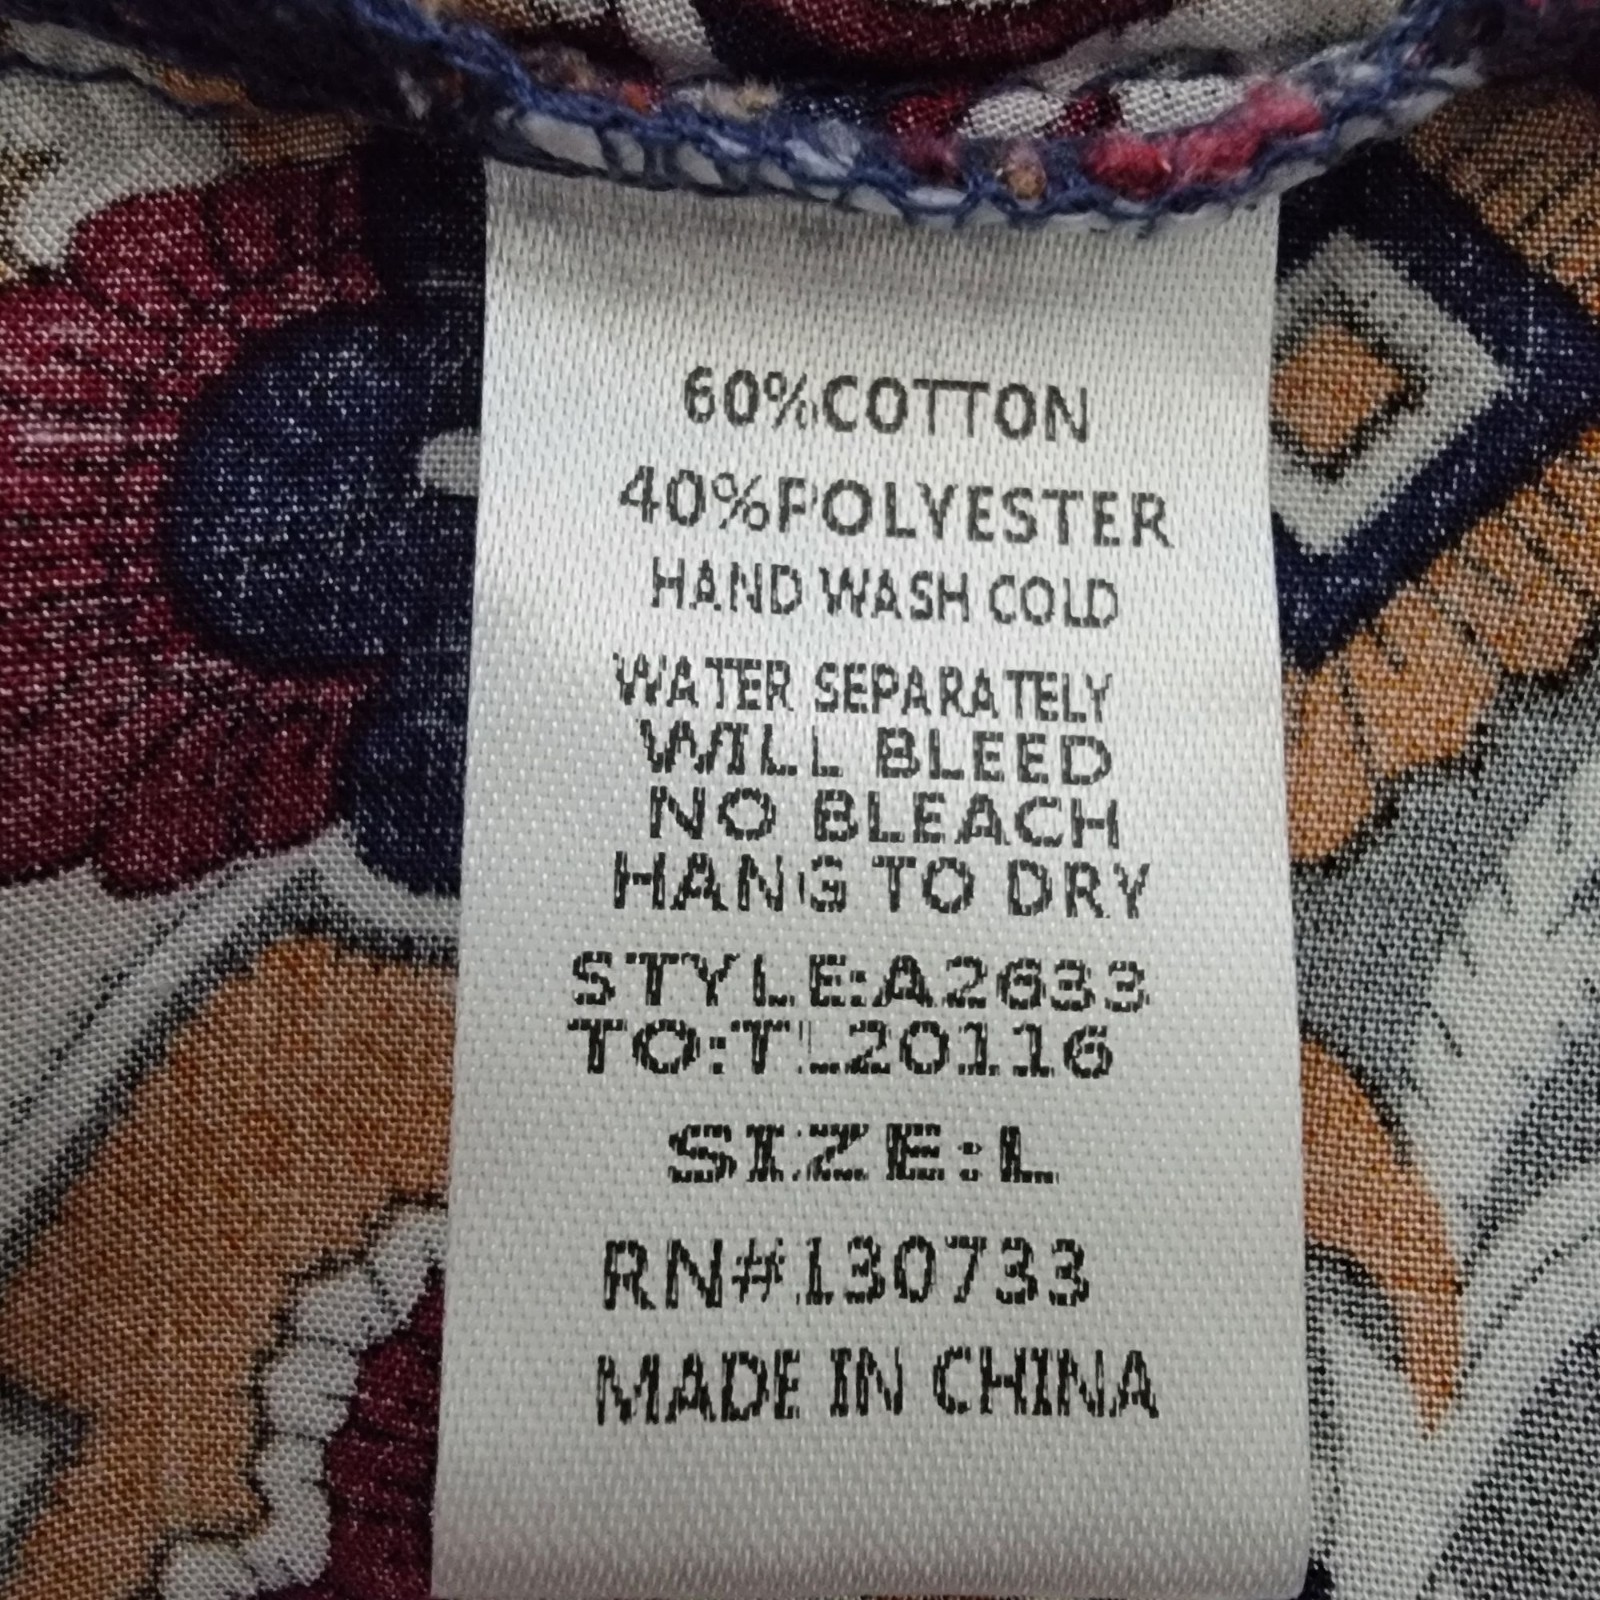 60%COTTON
40%POLYESTER
HAND WASH COLD
WATER SEPARATELY
WILL BLEED
NO BLEACH
HANG TO DRY
STYLE:A2633
TO:TL20116
SIZE:L
RN#130733
MADE IN CHINA